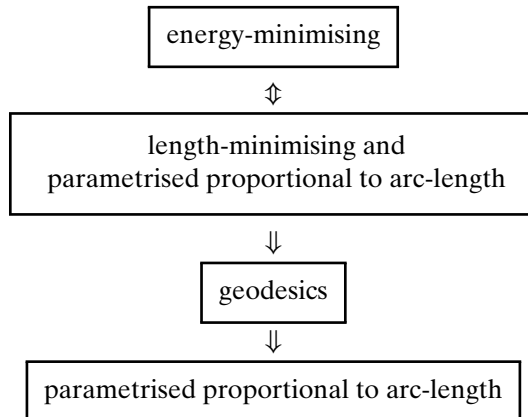 energy-minimising
⇕
length-minimising and
parametrised proportional to arc-length
⇓
geodesics
⇓
parametrised proportional to arc-length